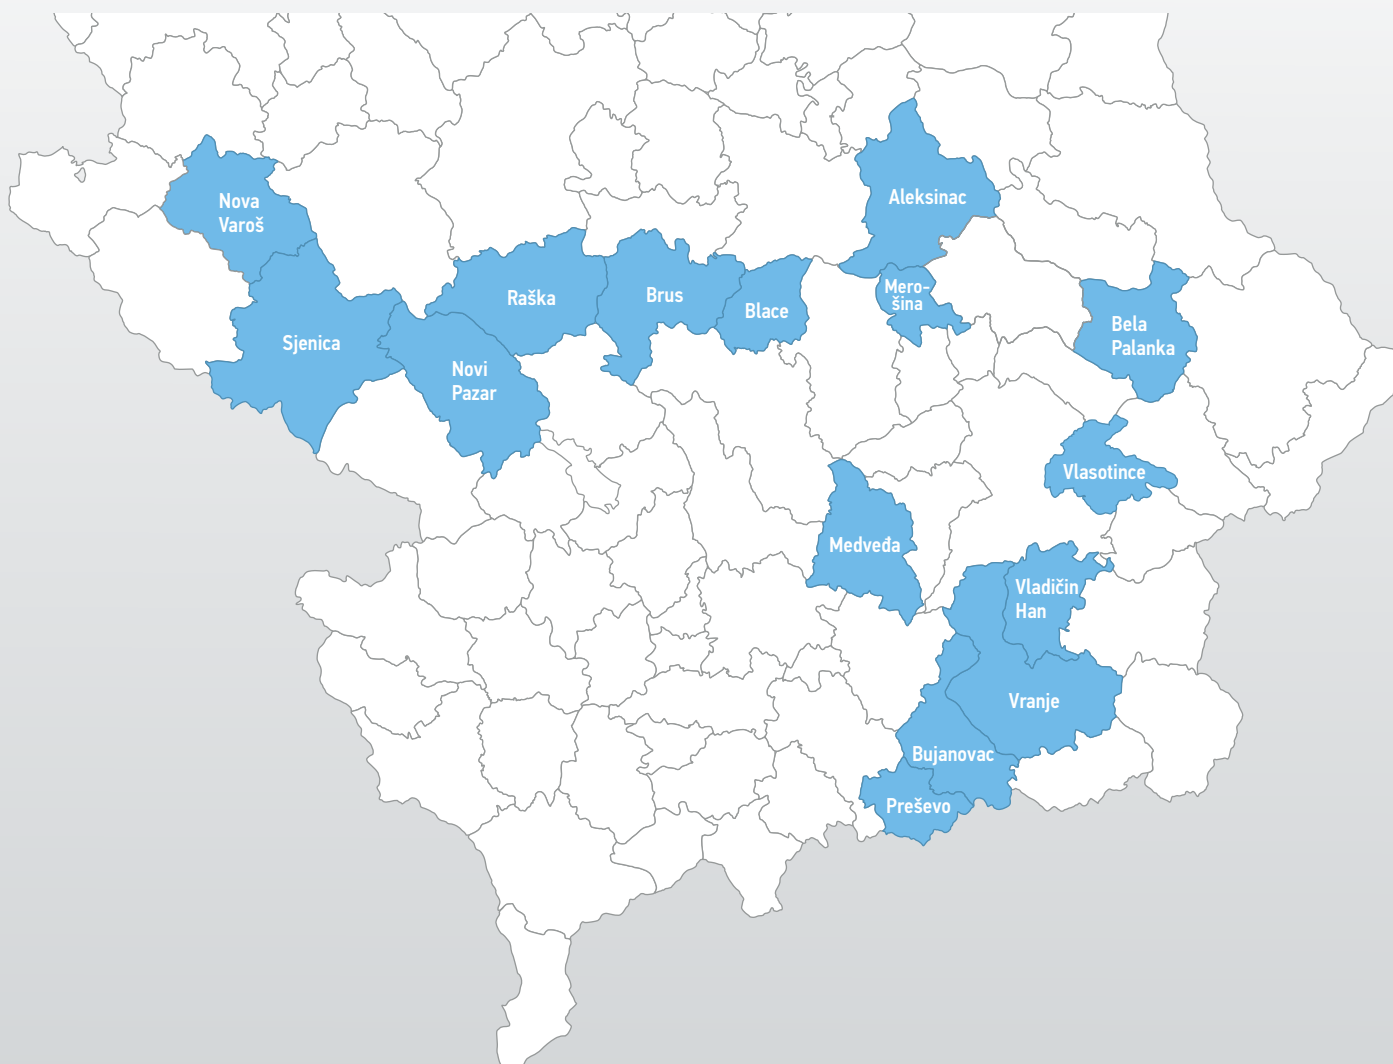 Nova
Varoš
Aleksinac
Raška
Brus
Blace
Mero-
šina
Sjenica
Novi
Pazar
Bela
Palanka
Vlasotince
Medveđa
Vladičin
Han
Vranje
Bujanovac
Preševo